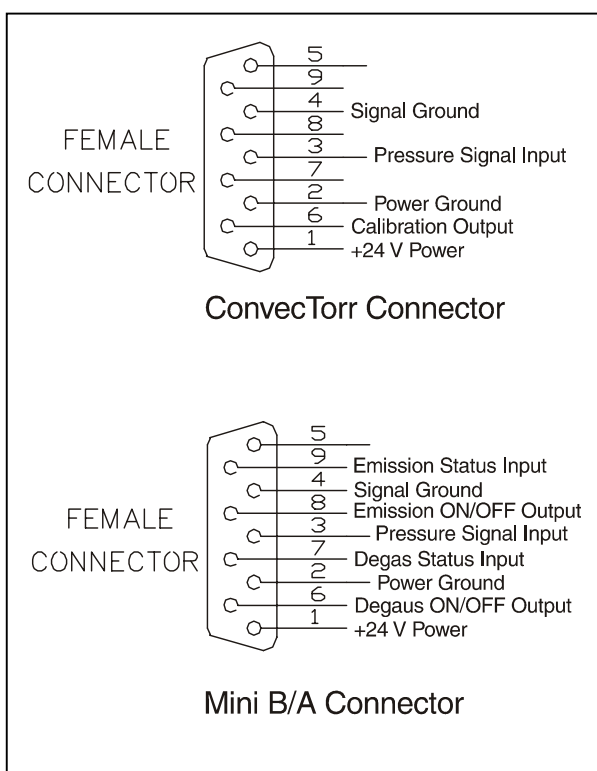 5
9
4 Signal Ground
8
3 Pressure Signal Input
7
2 Power Ground
6 Calibration Output
1 +24 V Power
FEMALE
CONNECTOR
ConvecTorr Connector
5
9 Emission Status Input
4 Signal Ground
8 Emission ON/OFF Output
3 Pressure Signal Input
7 Degas Status Input
2 Power Ground
6 Degaus ON/OFF Output
1 +24 V Power
FEMALE
CONNECTOR
Mini B/A Connector